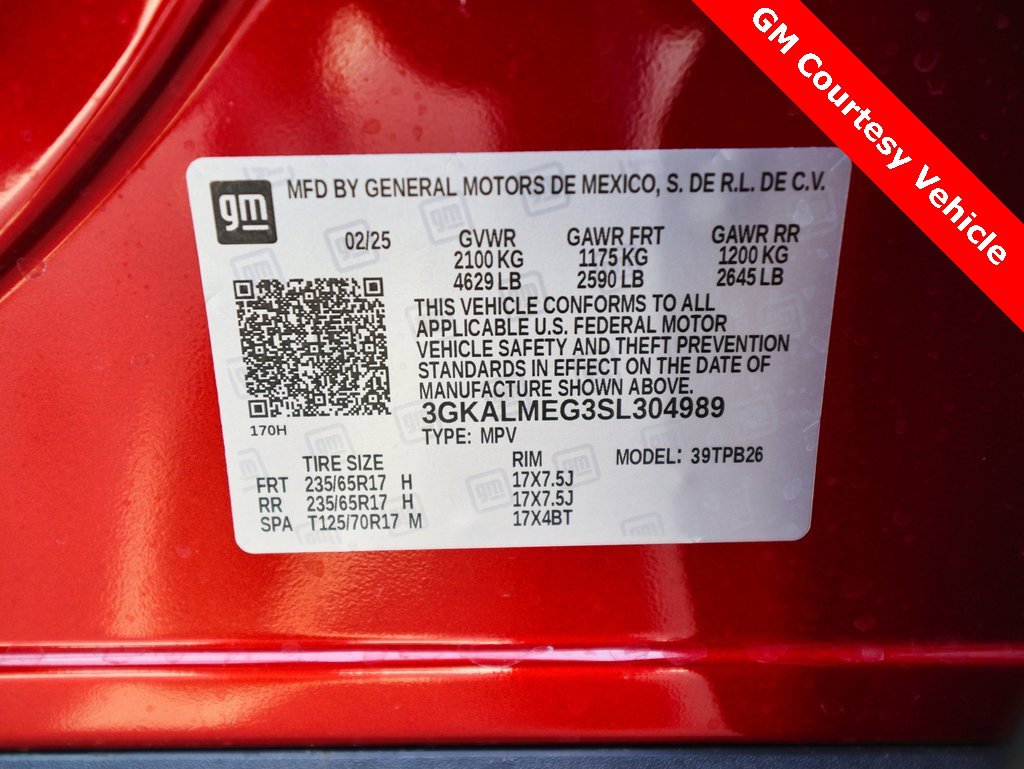 GM Courtesy Vehicle
gm
MFD BY GENERAL MOTORS DE MEXICO, S. DE R.L. DE C.V.
02/25 GVWR GAWR FRT GAWR RR
2100 KG 1175 KG 1200 KG
4629 LB 2590 LB 2645 LB
THIS VEHICLE CONFORMS TO ALL
APPLICABLE U.S. FEDERAL MOTOR
VEHICLE SAFETY AND THEFT PREVENTION
STANDARDS IN EFFECT ON THE DATE OF
MANUFACTURE SHOWN ABOVE.
3GKALMEG3SL304989
170H
TYPE: MPV
TIRE SIZE RIM MODEL: 39TPB26
FRT 235/65R17 H 17X7.5J
RR 235/65R17 H 17X7.5J
SPA T125/70R17 M 17X4BT